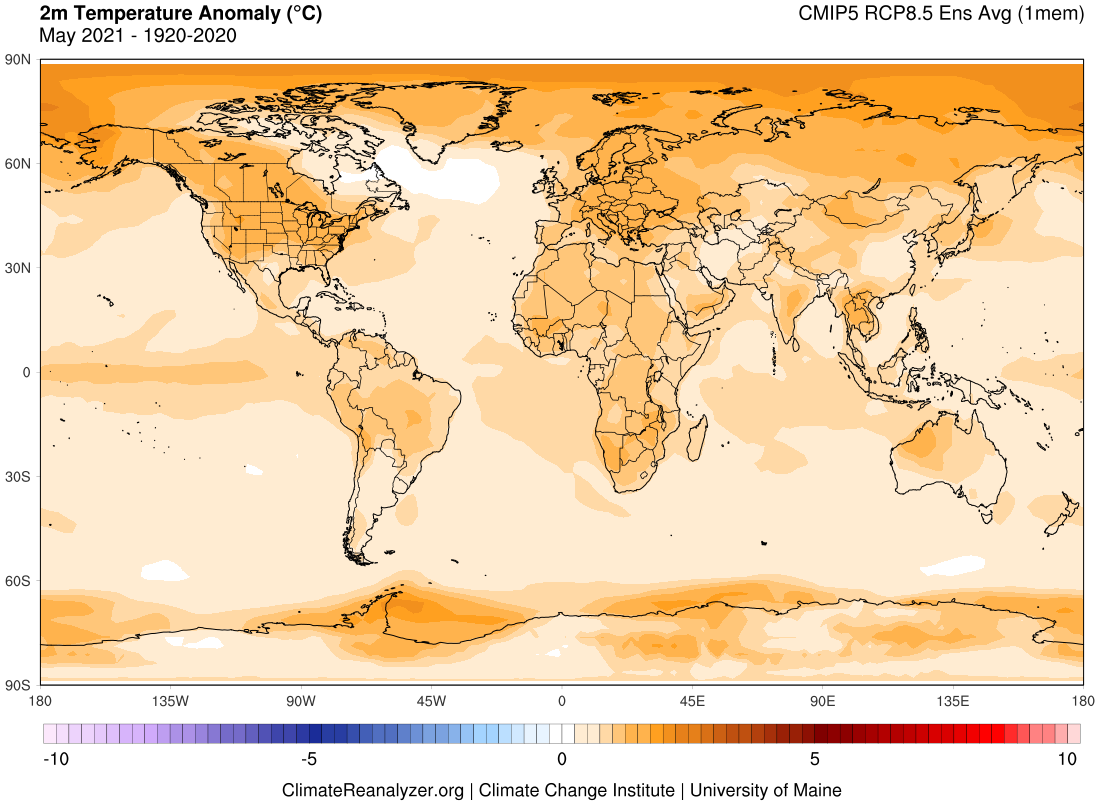 2m Temperature Anomaly (°C)
CMIP5 RCP8.5 Ens Avg (1mem)
May 2021 - 1920-2020
90N
60N
30N
0
30S
60S
90S
180 135W 90W 45W 0 45E 90E 135E 180
-10 -5 0 5 10
ClimateReanalyzer.org | Climate Change Institute | University of Maine